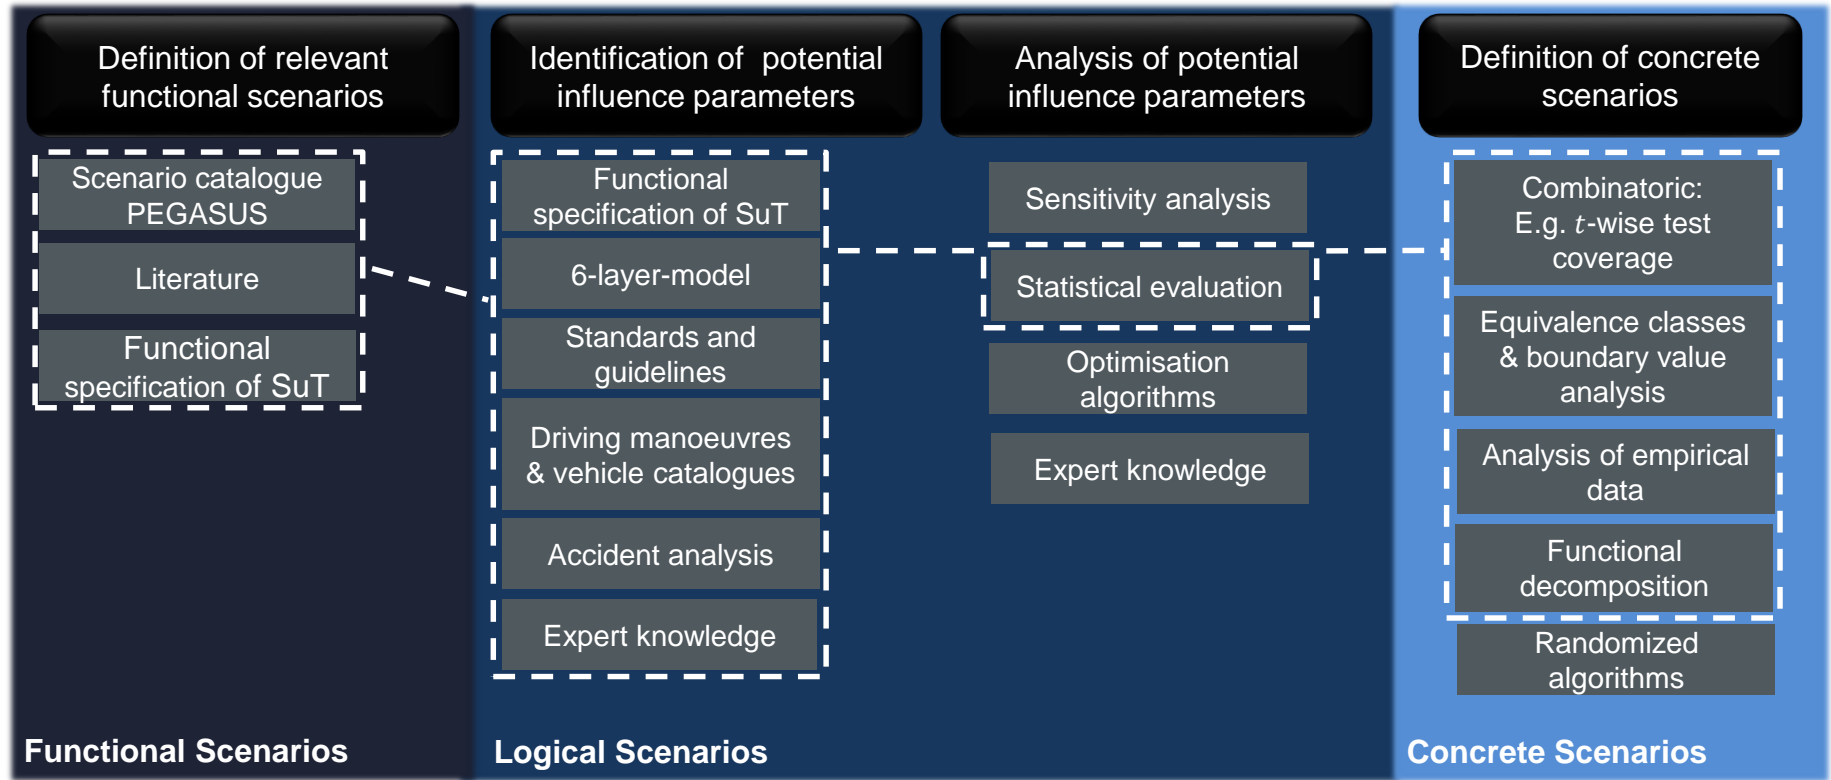 Definition of relevant
functional scenarios
Scenario catalogue
PEGASUS
Literature
Functional
specification of SuT
Functional Scenarios
Identification of potential
influence parameters
Functional
specification of SuT
6-layer-model
Standards and
guidelines
Driving manoeuvres
& vehicle catalogues
Accident analysis
Expert knowledge
Logical Scenarios
Analysis of potential
influence parameters
Sensitivity analysis
Statistical evaluation
Optimisation
algorithms
Expert knowledge
Definition of concrete
scenarios
Combinatoric:
E.g. t-wise test
coverage
Equivalence classes
& boundary value
analysis
Analysis of empirical
data
Functional
decomposition
Randomized
algorithms
Concrete Scenarios